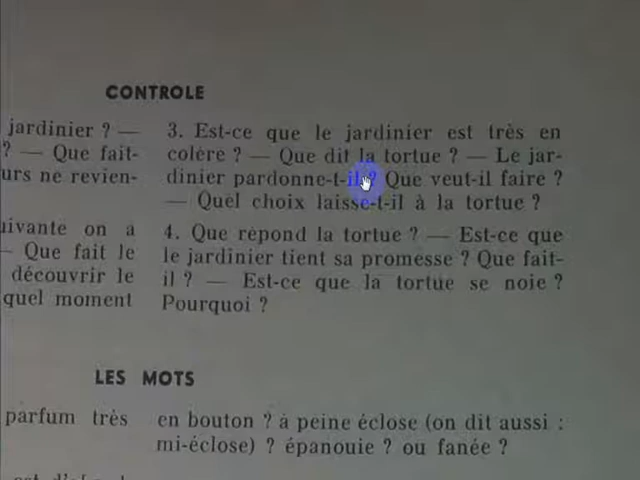 CONTROLE
jardinier ? —
? — Que fait-
urs ne revien-
uivante on a
— Que fait le
découvrir le
quel moment
3. Est-ce que le jardinier est très en
colère ? — Que dit la tortue ? — Le jar-
dinier pardonne-t-il ? Que veut-il faire ?
— Quel choix laisse-t-il à la tortue ?
4. Que répond la tortue ? — Est-ce que
le jardinier tient sa promesse ? Que fait-
il ? — Est-ce que la tortue se noie ?
Pourquoi ?
LES MOTS
parfum très
en bouton ? à peine éclose (on dit aussi :
mi-éclose) ? épanouie ? ou fanée ?